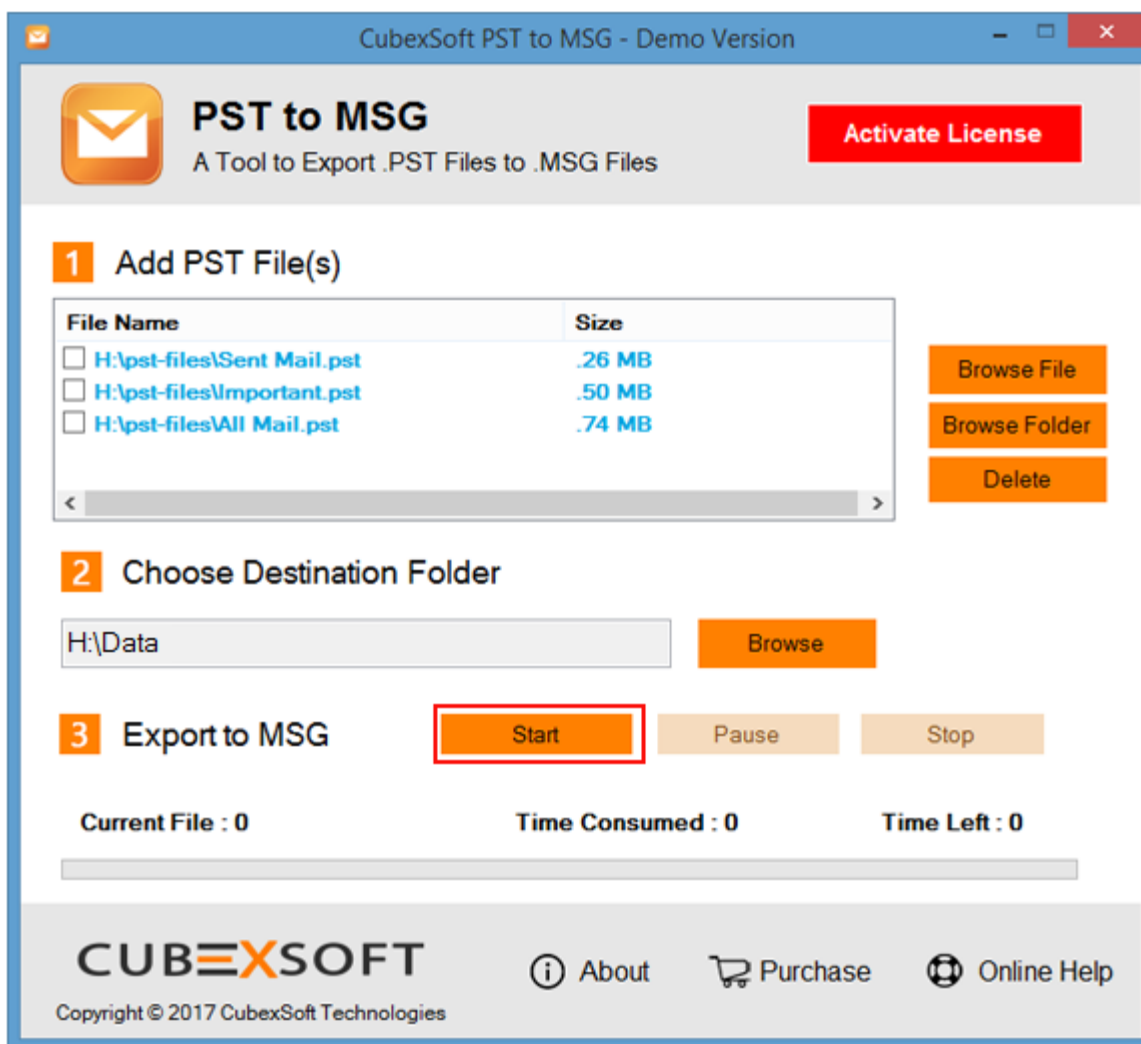 CubexSoft PST to MSG - Demo Version
PST to MSG
A Tool to Export .PST Files to .MSG Files
Activate License
1 Add PST File(s)
File Name Size
H:\pst-files\Sent Mail.pst .26 MB
H:\pst-files\Important.pst .50 MB
H:\pst-files\All Mail.pst .74 MB
Browse File
Browse Folder
Delete
2 Choose Destination Folder
H:\Data Browse
3 Export to MSG Start Pause Stop
Current File : 0 Time Consumed : 0 Time Left : 0
CUBEXSOFT
About Purchase Online Help
Copyright © 2017 CubexSoft Technologies